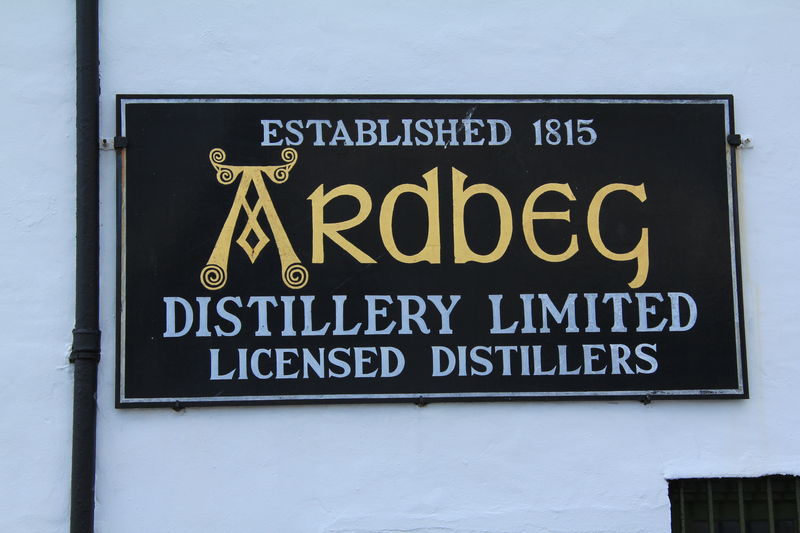 ESTABLISHED 1815
ARdbEG
DISTILLERY LIMITED
LICENSED DISTILLERS